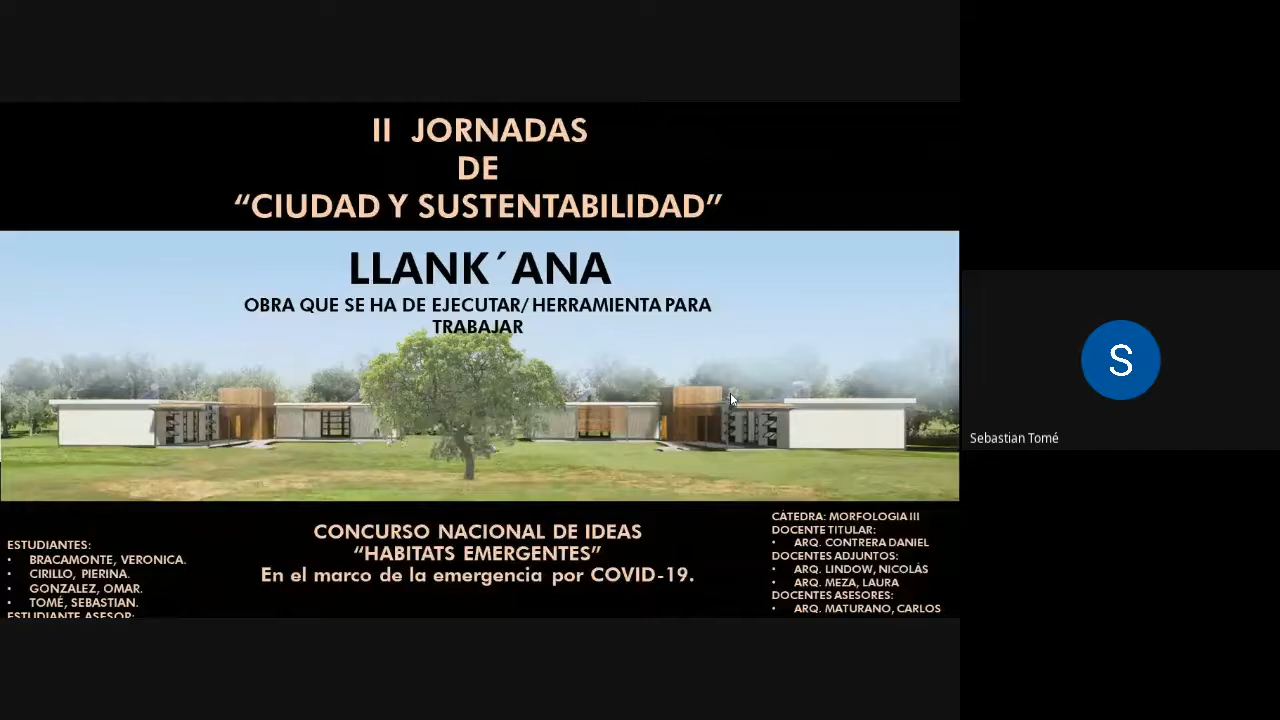 II JORNADAS
DE
“CIUDAD Y SUSTENTABILIDAD”
LLANK´ANA
OBRA QUE SE HA DE EJECUTAR/ HERRAMIENTA PARA
TRABAJAR
CONCURSO NACIONAL DE IDEAS
“HABITATS EMERGENTES”
En el marco de la emergencia por COVID-19.
ESTUDIANTES:
• BRACAMONTE, VERONICA.
• CIRILLO, PIERINA.
• GONZALEZ, OMAR.
• TOMÉ, SEBASTIAN.
ESTUDIANTE ASESOR:
CÁTEDRA: MORFOLOGIA III
DOCENTE TITULAR:
• ARQ. CONTRERA DANIEL
DOCENTES ADJUNTOS:
• ARQ. LINDOW, NICOLÁS
• ARQ. MEZA, LAURA
DOCENTES ASESORES:
• ARQ. MATURANO, CARLOS
S
Sebastian Tomé